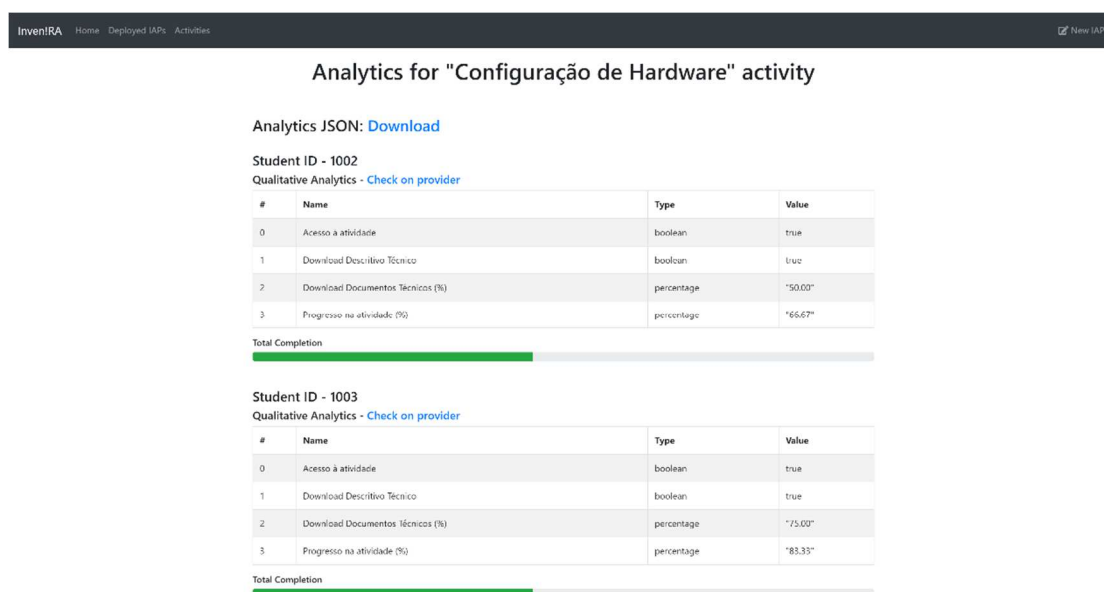 Inven!RA Home Deployed IAPs Activities New IAP
Analytics for "Configuração de Hardware" activity
Analytics JSON: Download
Student ID - 1002
Qualitative Analytics - Check on provider
# Name Type Value
0 Acesso à atividade boolean true
1 Download Descritivo Técnico boolean true
2 Download Documentos Técnicos (%) percentage "50.00"
3 Progresso na atividade (%) percentage "66.67"
Total Completion
Student ID - 1003
Qualitative Analytics - Check on provider
# Name Type Value
0 Acesso à atividade boolean true
1 Download Descritivo Técnico boolean true
2 Download Documentos Técnicos (%) percentage "75.00"
3 Progresso na atividade (%) percentage "83.33"
Total Completion